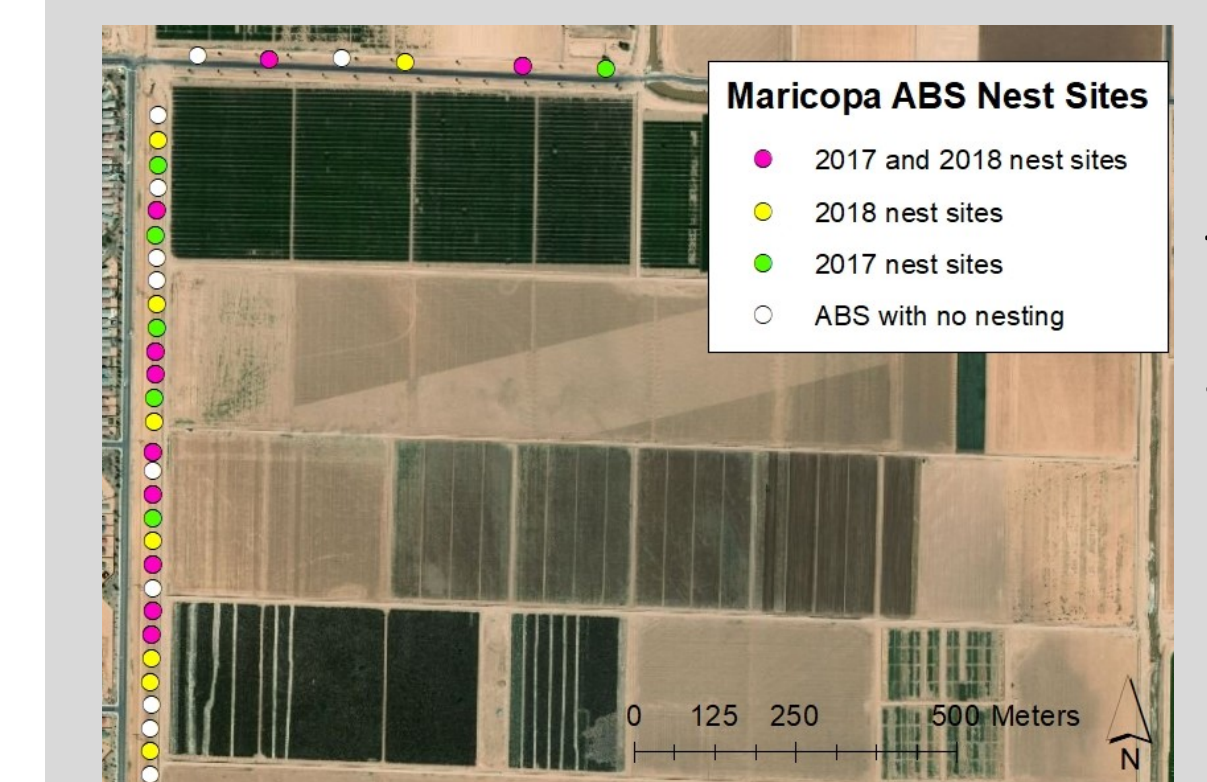 Maricopa ABS Nest Sites
2017 and 2018 nest sites
2018 nest sites
2017 nest sites
ABS with no nesting
0 125 250 500 Meters
N